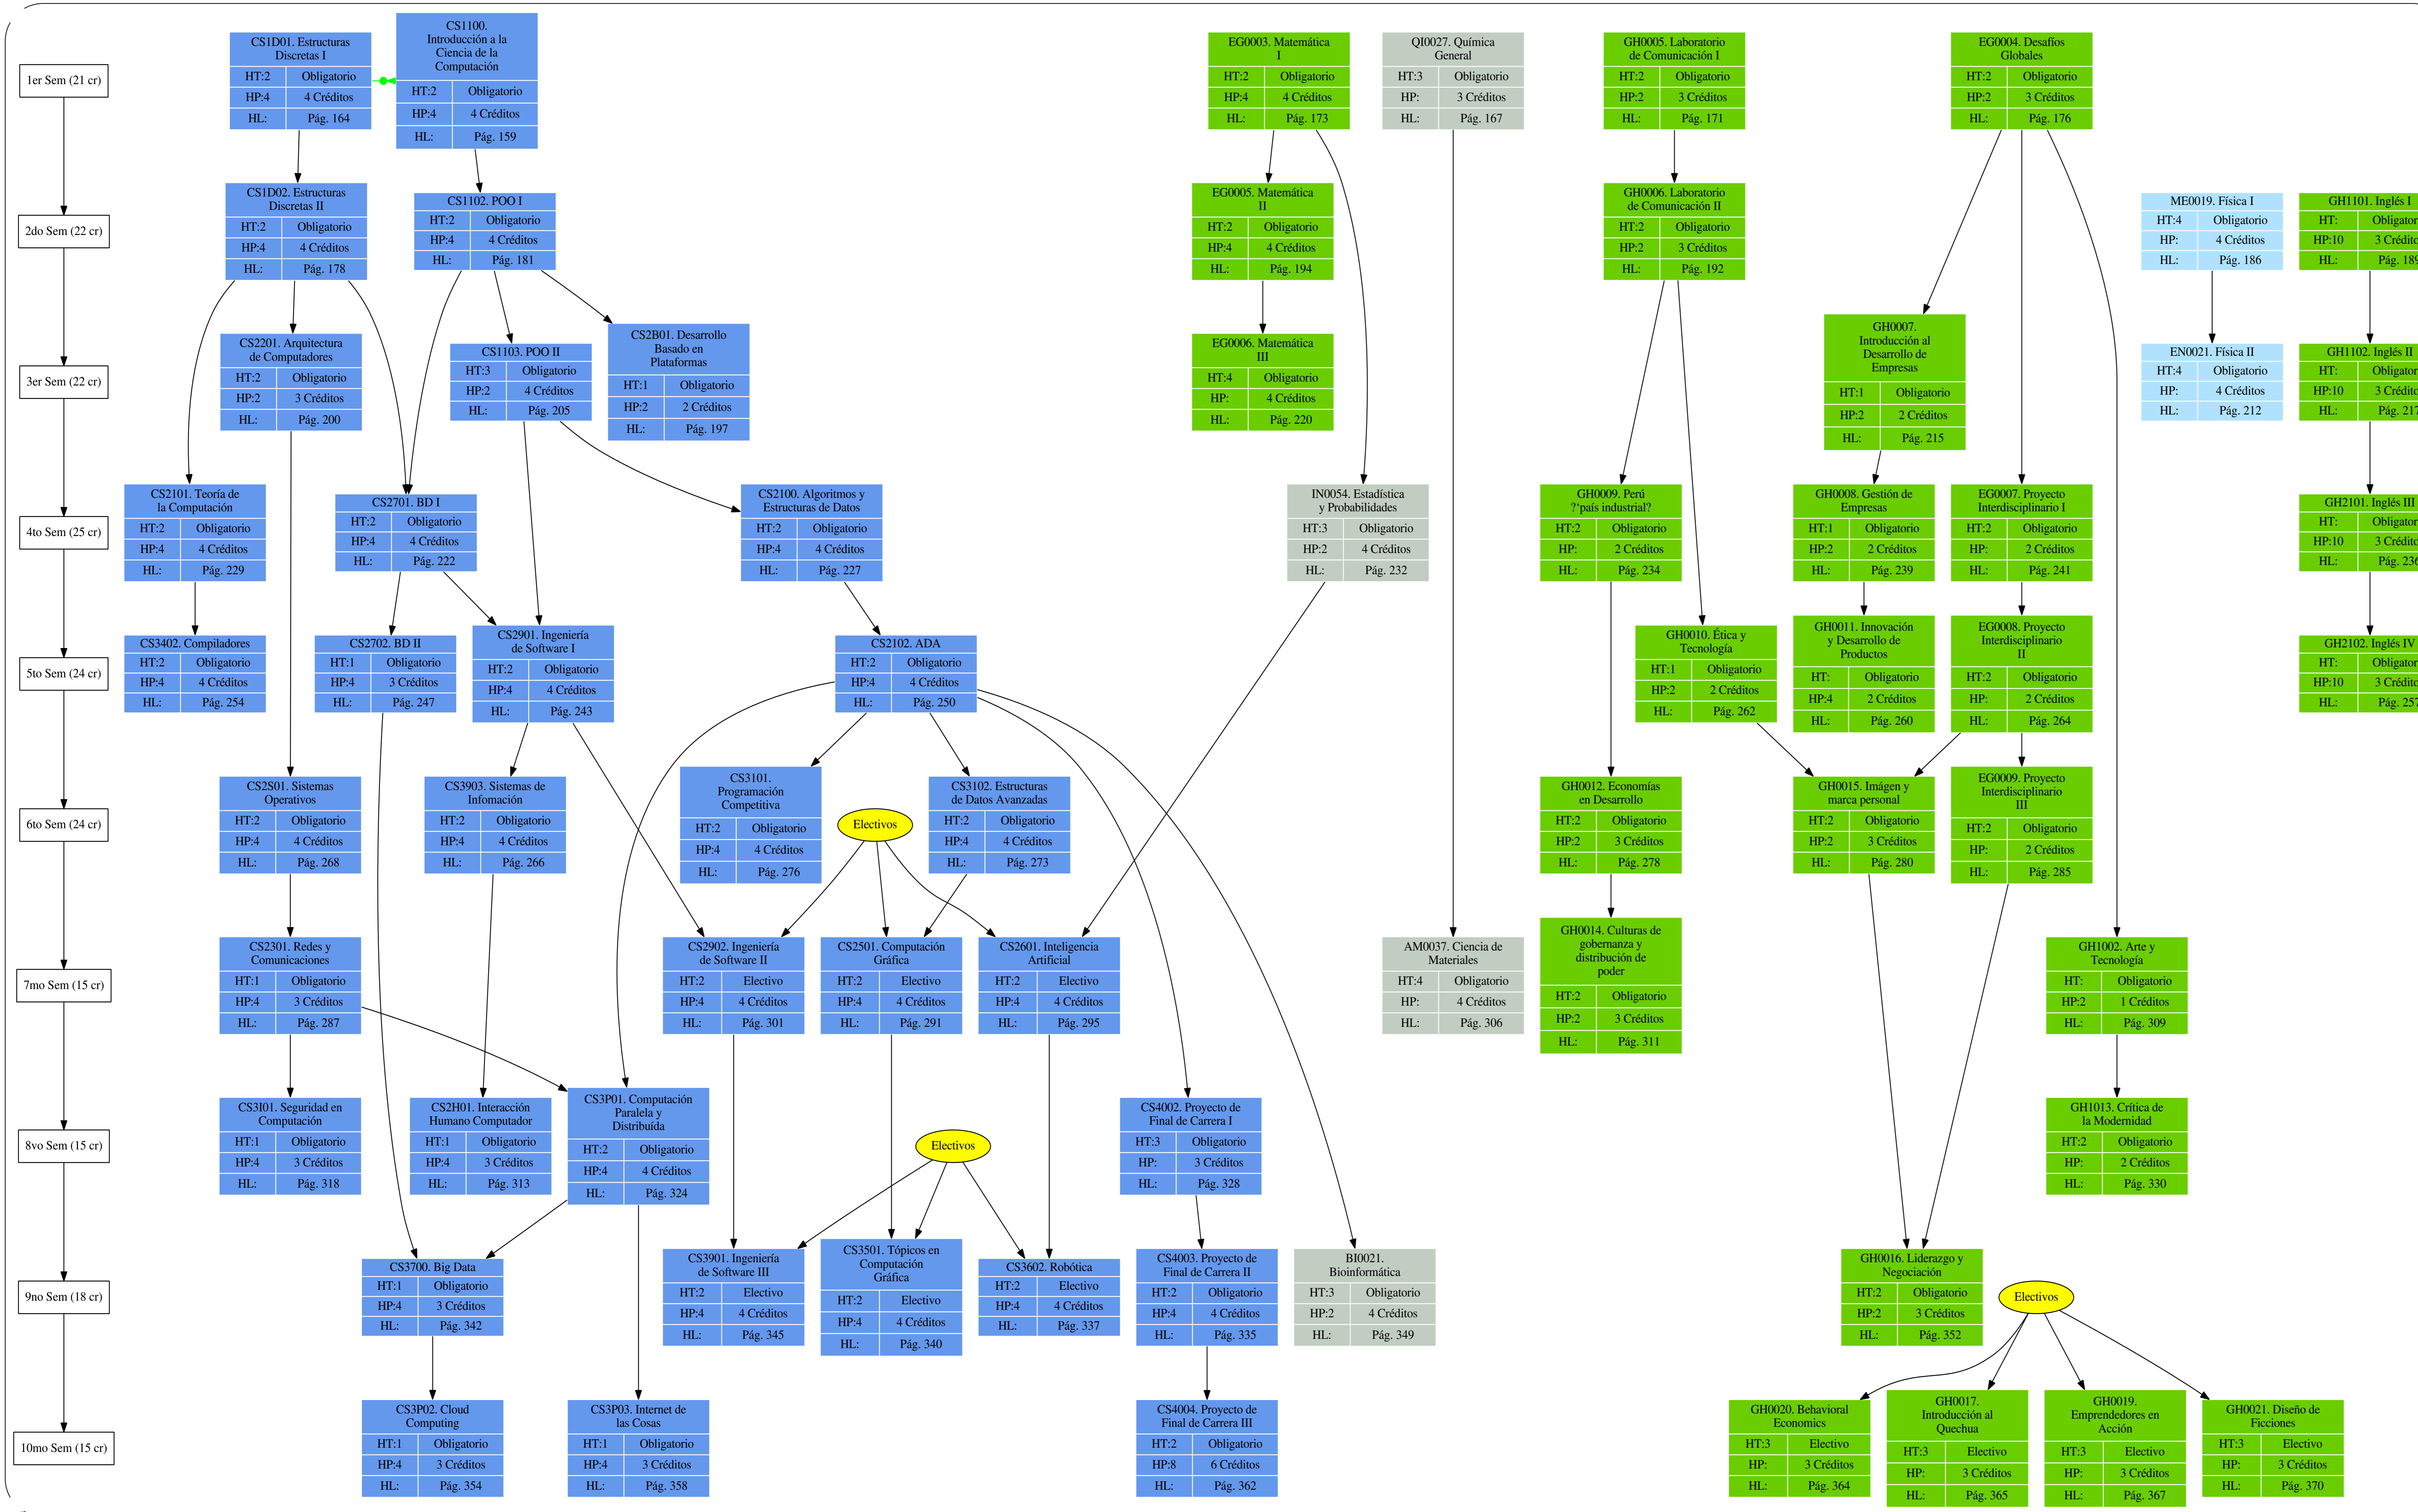 1er Sem (21 cr)
CS1D01. Estructuras
Discretas I
HT:2 Obligatorio
HP:4 4 Créditos
HL: Pág. 164
CS1100.
Introducción a la
Ciencia de la
Computación
HT:2 Obligatorio
HP:4 4 Créditos
HL: Pág. 159
EG0003. Matemática
I
HT:2 Obligatorio
HP:4 4 Créditos
HL: Pág. 173
QI0027. Química
General
HT:3 Obligatorio
HP: 3 Créditos
HL: Pág. 167
GH0005. Laboratorio
de Comunicación I
HT:2 Obligatorio
HP:2 3 Créditos
HL: Pág. 171
EG0004. Desafíos
Globales
HT:2 Obligatorio
HP:2 3 Créditos
HL: Pág. 176
2do Sem (22 cr)
CS1D02. Estructuras
Discretas II
HT:2 Obligatorio
HP:4 4 Créditos
HL: Pág. 178
CS1102. POO I
HT:2 Obligatorio
HP:4 4 Créditos
HL: Pág. 181
EG0005. Matemática
II
HT:2 Obligatorio
HP:4 4 Créditos
HL: Pág. 194
GH0006. Laboratorio
de Comunicación II
HT:2 Obligatorio
HP:2 3 Créditos
HL: Pág. 192
ME0019. Física I
HT:4 Obligatorio
HP: 4 Créditos
HL: Pág. 186
GH1101. Inglés I
HT: Obligator
HP:10 3 Crédito
HL: Pág. 189
3er Sem (22 cr)
CS2201. Arquitectura
de Computadores
HT:2 Obligatorio
HP:2 3 Créditos
HL: Pág. 200
CS1103. POO II
HT:3 Obligatorio
HP:2 4 Créditos
HL: Pág. 205
CS2B01. Desarrollo
Basado en
Plataformas
HT:1 Obligatorio
HP:2 2 Créditos
HL: Pág. 197
EG0006. Matemática
III
HT:4 Obligatorio
HP: 4 Créditos
HL: Pág. 220
GH0007.
Introducción al
Desarrollo de
Empresas
HT:1 Obligatorio
HP:2 2 Créditos
HL: Pág. 215
EN0021. Física II
HT:4 Obligatorio
HP: 4 Créditos
HL: Pág. 212
GH1102. Inglés II
HT: Obligator
HP:10 3 Crédito
HL: Pág. 217
4to Sem (25 cr)
CS2101. Teoría de
la Computación
HT:2 Obligatorio
HP:4 4 Créditos
HL: Pág. 229
CS2701. BD I
HT:2 Obligatorio
HP:4 4 Créditos
HL: Pág. 222
CS2100. Algoritmos y
Estructuras de Datos
HT:2 Obligatorio
HP:4 4 Créditos
HL: Pág. 227
IN0054. Estadística
y Probabilidades
HT:3 Obligatorio
HP:2 4 Créditos
HL: Pág. 232
GH0009. Perú
?‘país industrial?
HT:2 Obligatorio
HP: 2 Créditos
HL: Pág. 234
GH0008. Gestión de
Empresas
HT:1 Obligatorio
HP:2 2 Créditos
HL: Pág. 239
EG0007. Proyecto
Interdisciplinario I
HT:2 Obligatorio
HP: 2 Créditos
HL: Pág. 241
GH2101. Inglés III
HT: Obligator
HP:10 3 Crédito
HL: Pág. 236
5to Sem (24 cr)
CS3402. Compiladores
HT:2 Obligatorio
HP:4 4 Créditos
HL: Pág. 254
CS2702. BD II
HT:1 Obligatorio
HP:4 3 Créditos
HL: Pág. 247
CS2901. Ingeniería
de Software I
HT:2 Obligatorio
HP:4 4 Créditos
HL: Pág. 243
CS2102. ADA
HT:2 Obligatorio
HP:4 4 Créditos
HL: Pág. 250
GH0010. Ética y
Tecnología
HT:1 Obligatorio
HP:2 2 Créditos
HL: Pág. 262
GH0011. Innovación
y Desarrollo de
Productos
HT: Obligatorio
HP:4 2 Créditos
HL: Pág. 260
EG0008. Proyecto
Interdisciplinario
II
HT:2 Obligatorio
HP: 2 Créditos
HL: Pág. 264
GH2102. Inglés IV
HT: Obligator
HP:10 3 Crédito
HL: Pág. 257
6to Sem (24 cr)
CS2S01. Sistemas
Operativos
HT:2 Obligatorio
HP:4 4 Créditos
HL: Pág. 268
CS3903. Sistemas de
Infomación
HT:2 Obligatorio
HP:4 4 Créditos
HL: Pág. 266
CS3101.
Programación
Competitiva
HT:2 Obligatorio
HP:4 4 Créditos
HL: Pág. 276
Electivos
CS3102. Estructuras
de Datos Avanzadas
HT:2 Obligatorio
HP:4 4 Créditos
HL: Pág. 273
GH0012. Economías
en Desarrollo
HT:2 Obligatorio
HP:2 3 Créditos
HL: Pág. 278
GH0015. Imágen y
marca personal
HT:2 Obligatorio
HP:2 3 Créditos
HL: Pág. 280
EG0009. Proyecto
Interdisciplinario
III
HT:2 Obligatorio
HP: 2 Créditos
HL: Pág. 285
7mo Sem (15 cr)
CS2301. Redes y
Comunicaciones
HT:1 Obligatorio
HP:4 3 Créditos
HL: Pág. 287
CS2902. Ingeniería
de Software II
HT:2 Electivo
HP:4 4 Créditos
HL: Pág. 301
CS2501. Computación
Gráfica
HT:2 Electivo
HP:4 4 Créditos
HL: Pág. 291
CS2601. Inteligencia
Artificial
HT:2 Electivo
HP:4 4 Créditos
HL: Pág. 295
AM0037. Ciencia de
Materiales
HT:4 Obligatorio
HP: 4 Créditos
HL: Pág. 306
GH0014. Culturas de
gobernanza y
distribución de
poder
HT:2 Obligatorio
HP:2 3 Créditos
HL: Pág. 311
GH1002. Arte y
Tecnología
HT: Obligatorio
HP:2 1 Créditos
HL: Pág. 309
8vo Sem (15 cr)
CS3I01. Seguridad en
Computación
HT:1 Obligatorio
HP:4 3 Créditos
HL: Pág. 318
CS2H01. Interacción
Humano Computador
HT:1 Obligatorio
HP:4 3 Créditos
HL: Pág. 313
CS3P01. Computación
Paralela y
Distribuída
HT:2 Obligatorio
HP:4 4 Créditos
HL: Pág. 324
Electivos
CS4002. Proyecto de
Final de Carrera I
HT:3 Obligatorio
HP: 3 Créditos
HL: Pág. 328
GH1013. Crítica de
la Modernidad
HT:2 Obligatorio
HP: 2 Créditos
HL: Pág. 330
9no Sem (18 cr)
CS3700. Big Data
HT:1 Obligatorio
HP:4 3 Créditos
HL: Pág. 342
CS3901. Ingeniería
de Software III
HT:2 Electivo
HP:4 4 Créditos
HL: Pág. 345
CS3501. Tópicos en
Computación
Gráfica
HT:2 Electivo
HP:4 4 Créditos
HL: Pág. 340
CS3602. Robótica
HT:2 Electivo
HP:4 4 Créditos
HL: Pág. 337
CS4003. Proyecto de
Final de Carrera II
HT:2 Obligatorio
HP:4 4 Créditos
HL: Pág. 335
BI0021.
Bioinformática
HT:3 Obligatorio
HP:2 4 Créditos
HL: Pág. 349
GH0016. Liderazgo y
Negociación
HT:2 Obligatorio
HP:2 3 Créditos
HL: Pág. 352
Electivos
10mo Sem (15 cr)
CS3P02. Cloud
Computing
HT:1 Obligatorio
HP:4 3 Créditos
HL: Pág. 354
CS3P03. Internet de
las Cosas
HT:1 Obligatorio
HP:4 3 Créditos
HL: Pág. 358
CS4004. Proyecto de
Final de Carrera III
HT:2 Obligatorio
HP:8 6 Créditos
HL: Pág. 362
GH0020. Behavioral
Economics
HT:3 Electivo
HP: 3 Créditos
HL: Pág. 364
GH0017.
Introducción al
Quechua
HT:3 Electivo
HP: 3 Créditos
HL: Pág. 365
GH0019.
Emprendedores en
Acción
HT:3 Electivo
HP: 3 Créditos
HL: Pág. 367
GH0021. Diseño de
Ficciones
HT:3 Electivo
HP: 3 Créditos
HL: Pág. 370